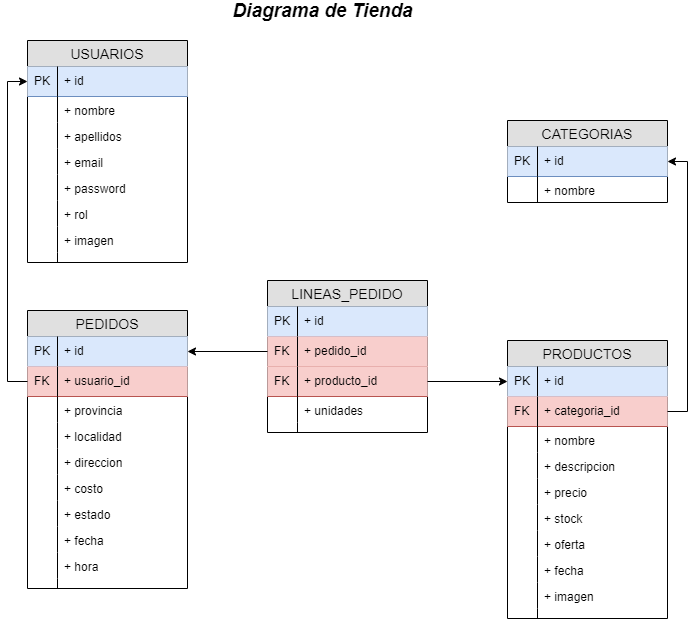 Diagrama de Tienda
USUARIOS
PK + id
+ nombre
+ apellidos
+ email
+ password
+ rol
+ imagen
CATEGORIAS
PK + id
+ nombre
PEDIDOS
PK + id
FK + usuario_id
+ provincia
+ localidad
+ direccion
+ costo
+ estado
+ fecha
+ hora
LINEAS_PEDIDO
PK + id
FK + pedido_id
FK + producto_id
+ unidades
PRODUCTOS
PK + id
FK + categoria_id
+ nombre
+ descripcion
+ precio
+ stock
+ oferta
+ fecha
+ imagen